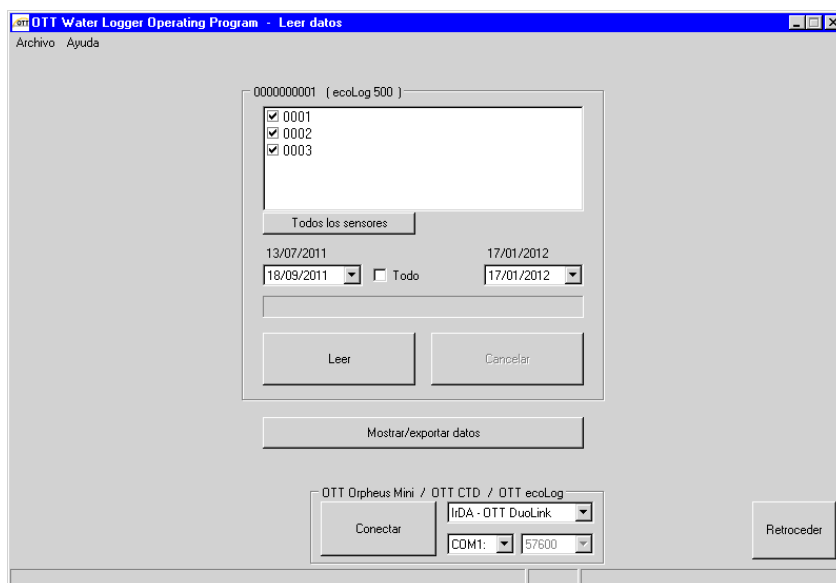 OTT Water Logger Operating Program - Leer datos
Archivo Ayuda
0000000001 ( ecoLog 500 )
0001
0002
0003
Todos los sensores
13/07/2011 17/01/2012
18/09/2011 Todo 17/01/2012
Leer Cancelar
Mostrar/exportar datos
OTT Orpheus Mini / OTT CTD / OTT ecoLog
IrDA - OTT DuoLink
Conectar
COM1: 57600
Retroceder